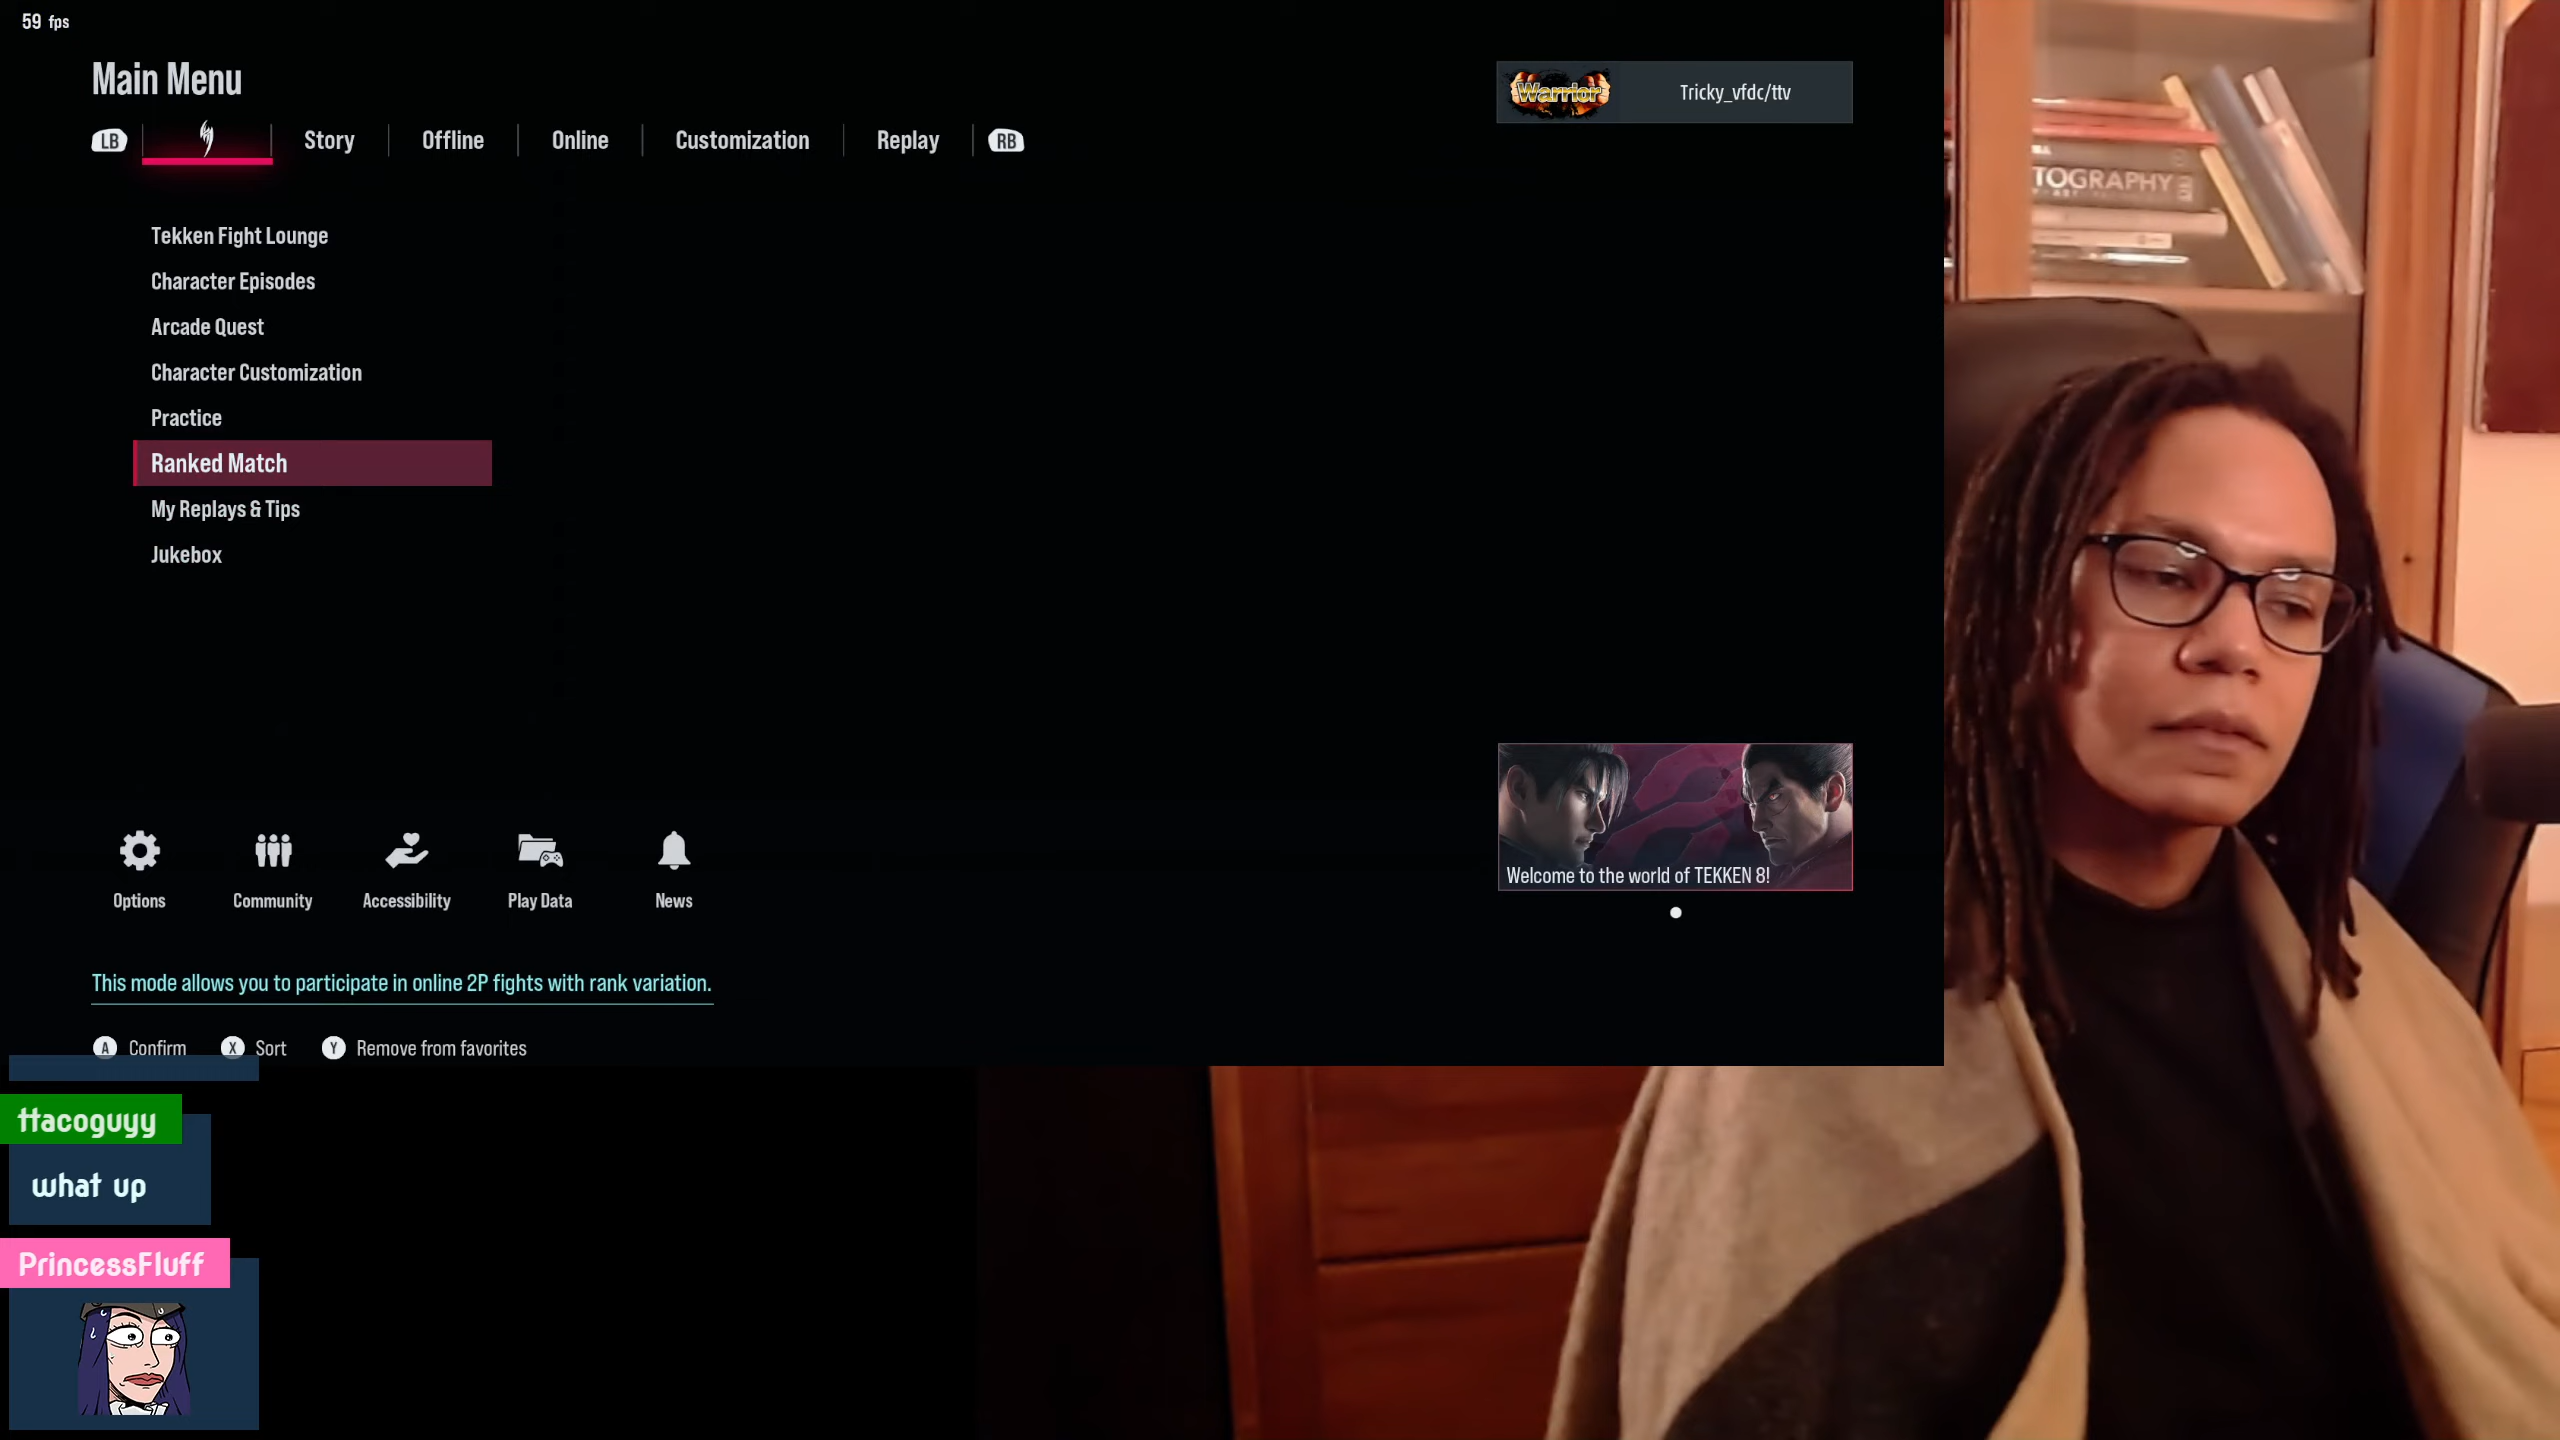 59 fps
Main Menu
Warrior
Tricky_vfdc/ttv
LB
Story
Offline
Online
Customization
Replay
RB
Tekken Fight Lounge
Character Episodes
Arcade Quest
Character Customization
Practice
Ranked Match
My Replays & Tips
Jukebox
Welcome to the world of TEKKEN 8!
Options
Community
Accessibility
Play Data
News
This mode allows you to participate in online 2P fights with rank variation.
A Confirm
X Sort
Y Remove from favorites
ttacoguyy
what up
PrincessFluff
TOGRAPHY